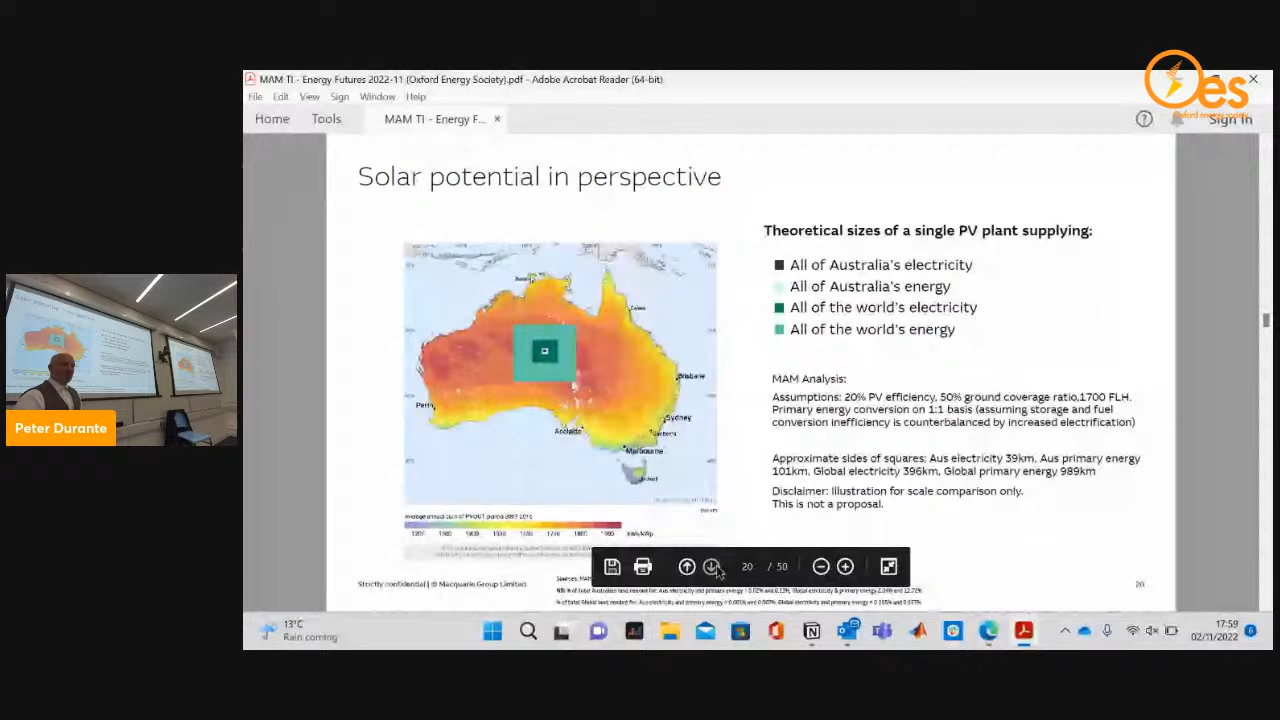 MAM TI - Energy Futures 2022-11 (Oxford Energy Society).pdf - Adobe Acrobat Reader (64-bit)
File Edit View Sign Window Help
Home Tools MAM TI - Energy F... × Sign In
es
Oxford energy society
Solar potential in perspective
Theoretical sizes of a single PV plant supplying:
All of Australia's electricity
All of Australia's energy
All of the world's electricity
All of the world's energy
Brisbane
Perth
Sydney
Adelaide
Melbourne
MAM Analysis:
Assumptions: 20% PV efficiency, 50% ground coverage ratio,1700 FLH.
Primary energy conversion on 1:1 basis (assuming storage and fuel
conversion inefficiency is counterbalanced by increased electrification)
Approximate sides of squares: Aus electricity 39km, Aus primary energy
101km, Global electricity 396km, Global primary energy 989km
Disclaimer: Illustration for scale comparison only.
This is not a proposal.
Peter Durante
20 / 50
Strictly confidential | © Macquarie Group Limited
20
13°C
Rain coming
17:59
02/11/2022
6